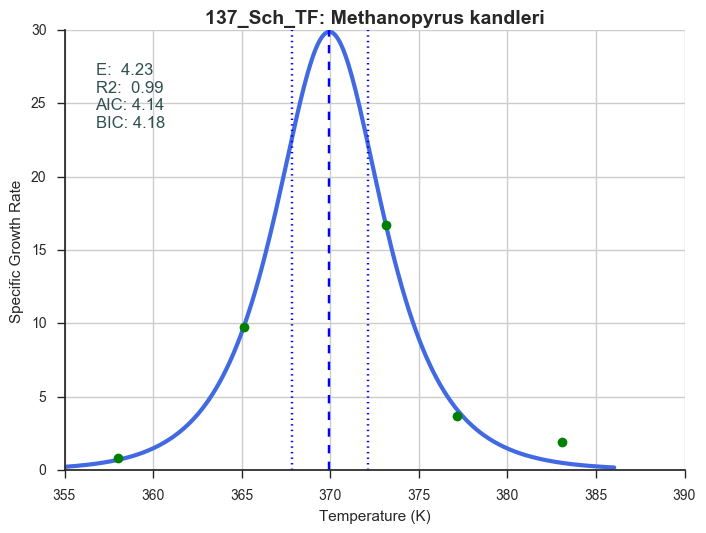 137_Sch_TF: Methanopyrus kandleri
E:  4.23
R2:  0.99
AIC: 4.14
BIC: 4.18
Specific Growth Rate
30
25
20
15
10
5
0
355 360 365 370 375 380 385 390
Temperature (K)